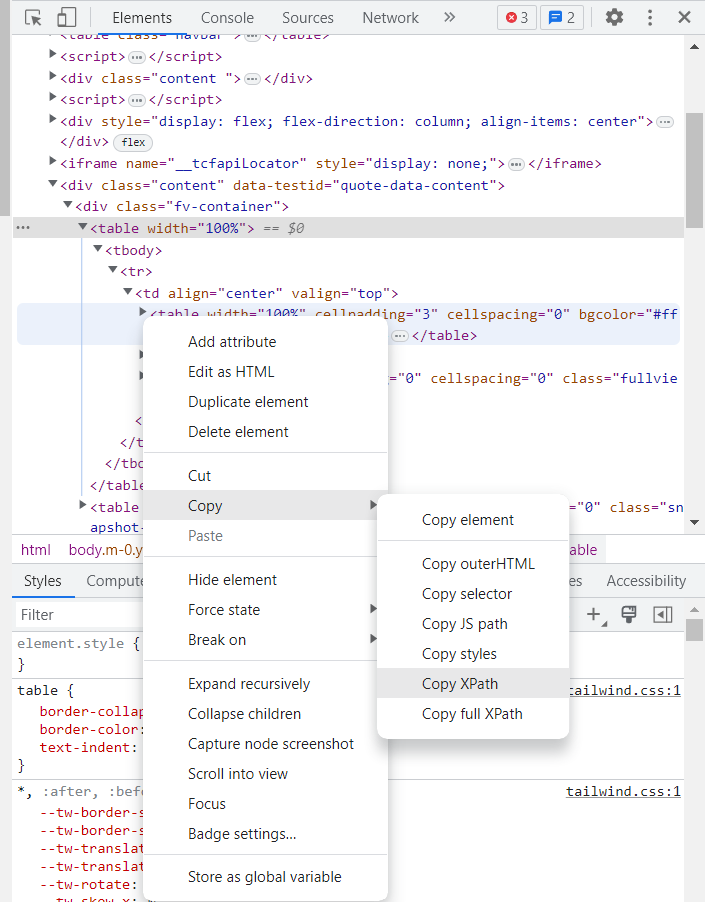 Elements Console Sources Network » 3 2
<table class="navbar">…</table>
<script>…</script>
<div class="content ">…</div>
<script>…</script>
<div style="display: flex; flex-direction: column; align-items: center">…
</div> flex
<iframe name="__tcfapiLocator" style="display: none;">…</iframe>
<div class="content" data-testid="quote-data-content">
<div class="fv-container">
… <table width="100%"> == $0
<tbody>
<tr>
<td align="center" valign="top">
<table width="100%" cellpadding="3" cellspacing="0" bgcolor="#ff
…</table>
="0" cellspacing="0" class="fullvie
</t
</tbo
</table
<table ="0" class="sn
apshot-
Add attribute
Edit as HTML
Duplicate element
Delete element
Cut
Copy
Paste
Hide element
Force state
Break on
Expand recursively
Collapse children
Capture node screenshot
Scroll into view
Focus
Badge settings...
Store as global variable
Copy element
Copy outerHTML
Copy selector
Copy JS path
Copy styles
Copy XPath
Copy full XPath
html body.m-0.y able
Styles Compute es Accessibility
Filter
element.style {
}
table { tailwind.css:1
border-collap
border-color:
text-indent:
}
*, :after, :befo tailwind.css:1
--tw-border-s
--tw-border-s
--tw-translat
--tw-translat
--tw-rotate:
--tw-skew-x: